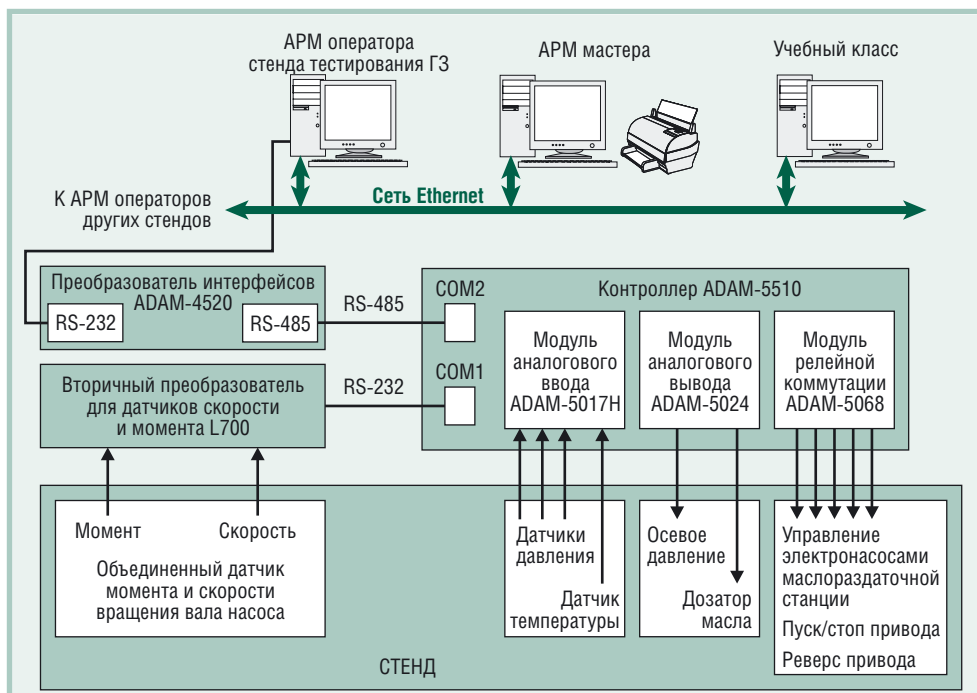 АРМ оператора
стенда тестирования ГЗ
АРМ мастера
Учебный класс
К АРМ операторов
других стендов
Сеть Ethernet
Преобразователь интерфейсов
ADAM-4520
RS-232
RS-485
RS-485
COM2
Контроллер ADAM-5510
Вторичный преобразователь
для датчиков скорости
и момента L700
RS-232
COM1
Модуль
аналогового
ввода
ADAM-5017H
Модуль
аналогового
вывода
ADAM-5024
Модуль
релейной
коммутации
ADAM-5068
Момент
Скорость
Объединенный датчик
момента и скорости
вращения вала насоса
Датчики
давления
Датчик
температуры
Осевое
давление
Дозатор
масла
Управление
электронасосами
маслораздаточной
станции
Пуск/стоп привода
Реверс привода
СТЕНД